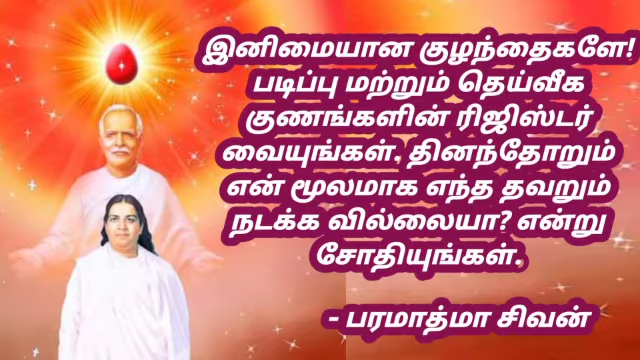 இனிமையான குழந்தைகளே!
படிப்பு மற்றும் தெய்வீக
குணங்களின் ரிஜிஸ்டர்
வையுங்கள். தினந்தோறும்
என் மூலமாக எந்த தவறும்
நடக்க வில்லையா? என்று
சோதியுங்கள்.
- பரமாத்மா சிவன்